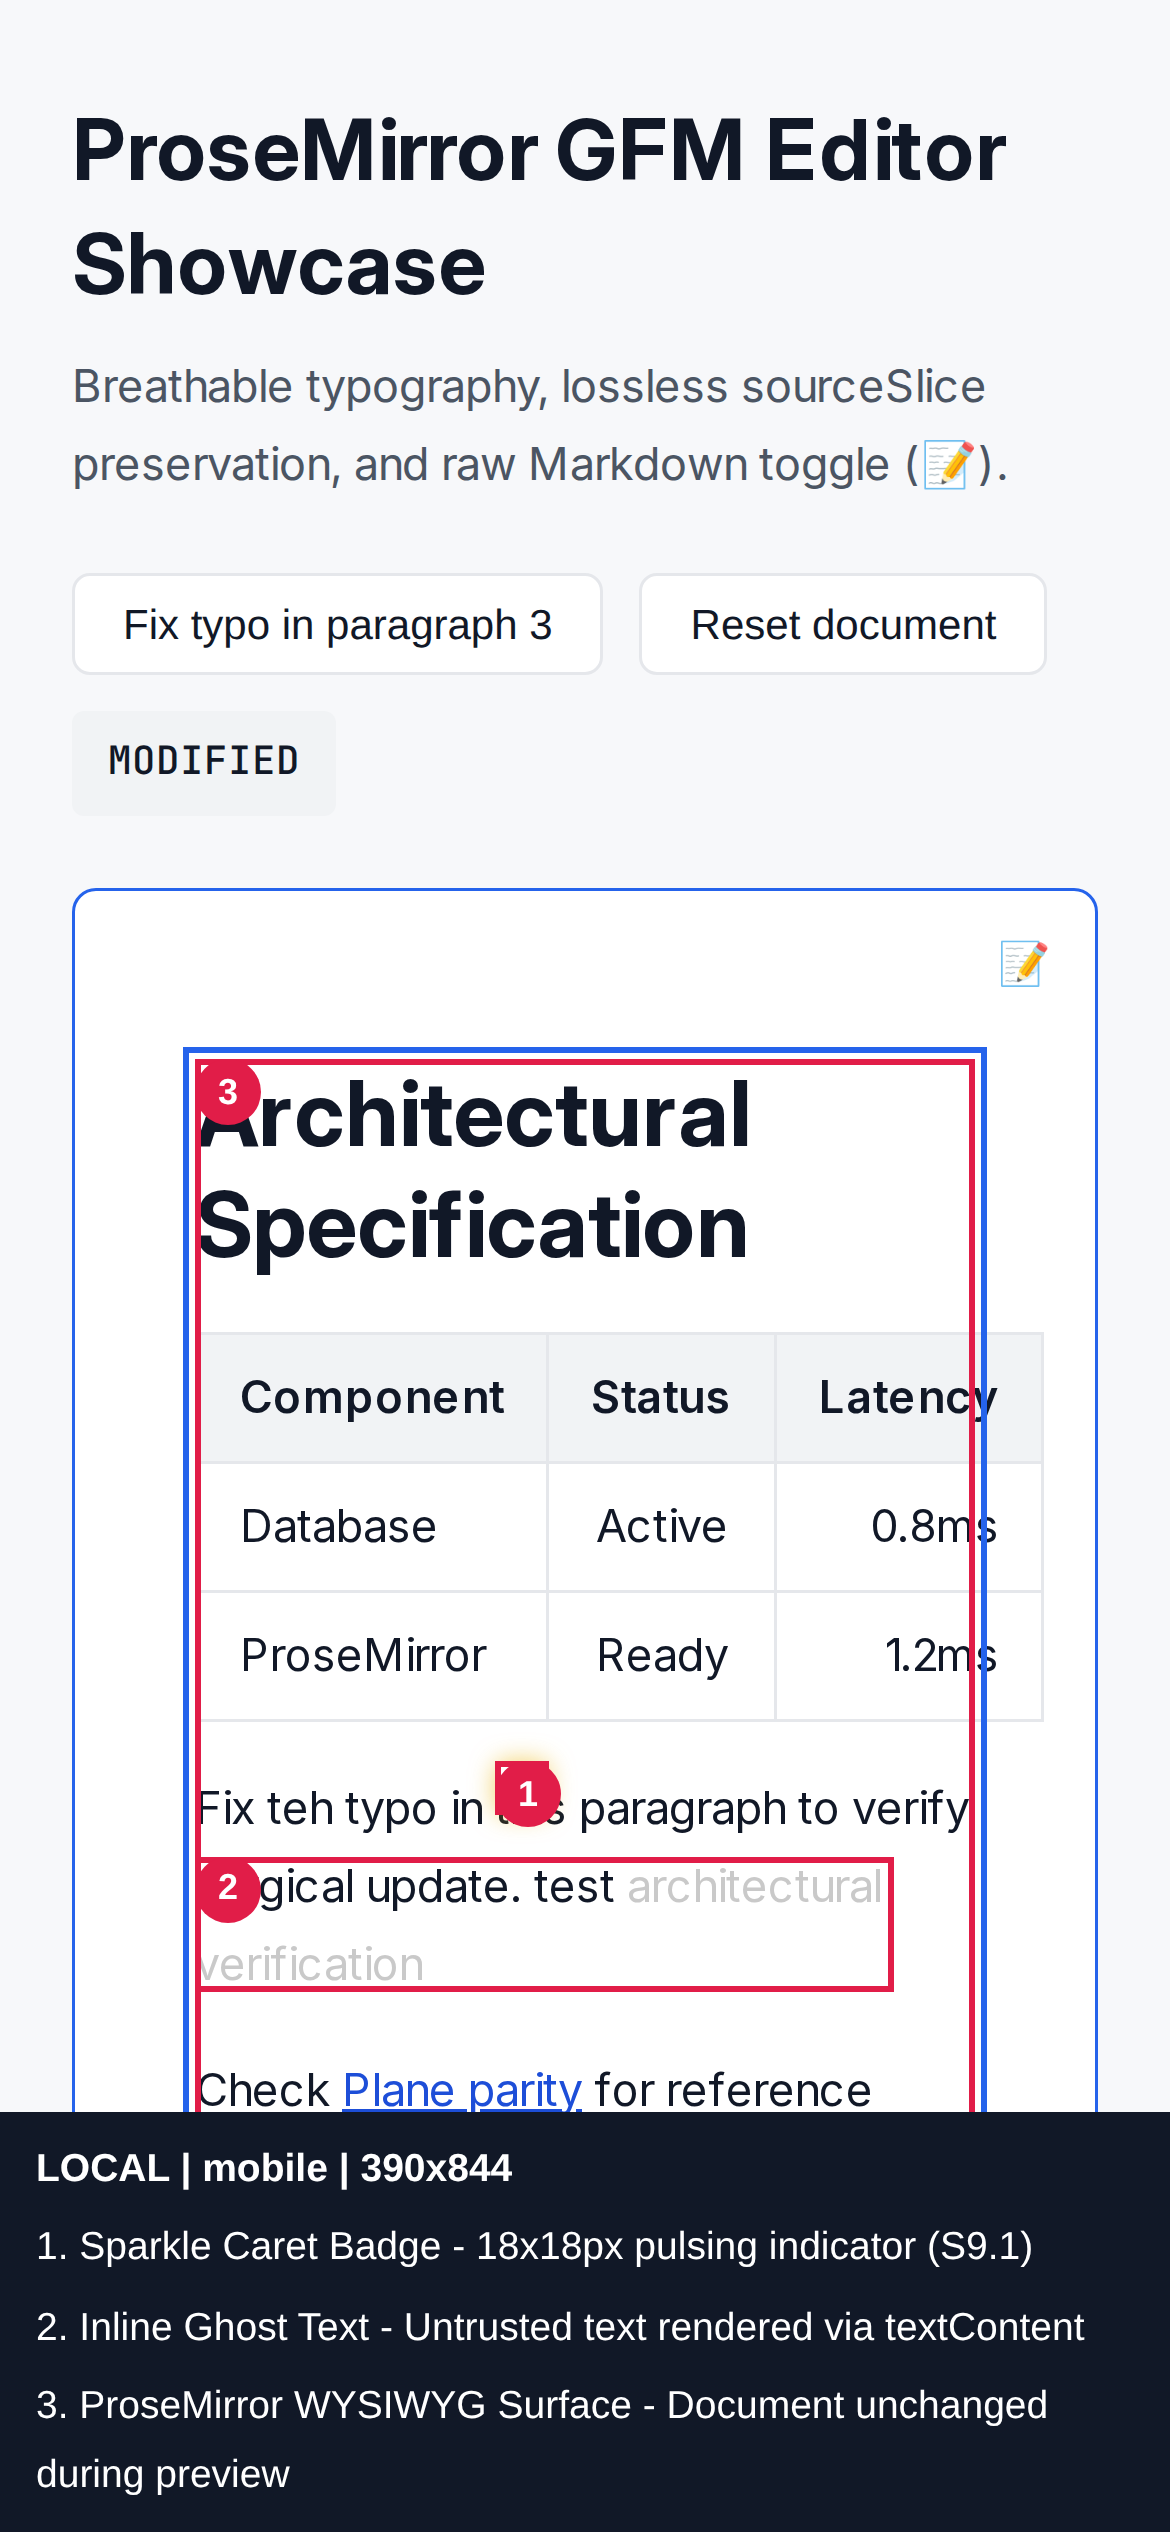 ProseMirror GFM Editor
Showcase
Breathable typography, lossless sourceSlice
preservation, and raw Markdown toggle (📝).
Fix typo in paragraph 3
Reset document
MODIFIED
📝
3
Architectural
Specification
Component Status Latency
Database Active 0.8ms
ProseMirror Ready 1.2ms
1
Fix teh typo in paragraph to verify
2
gical update. test architectural
verification
Check Plane parity for reference
LOCAL | mobile | 390x844
1. Sparkle Caret Badge - 18x18px pulsing indicator (S9.1)
2. Inline Ghost Text - Untrusted text rendered via textContent
3. ProseMirror WYSIWYG Surface - Document unchanged
during preview